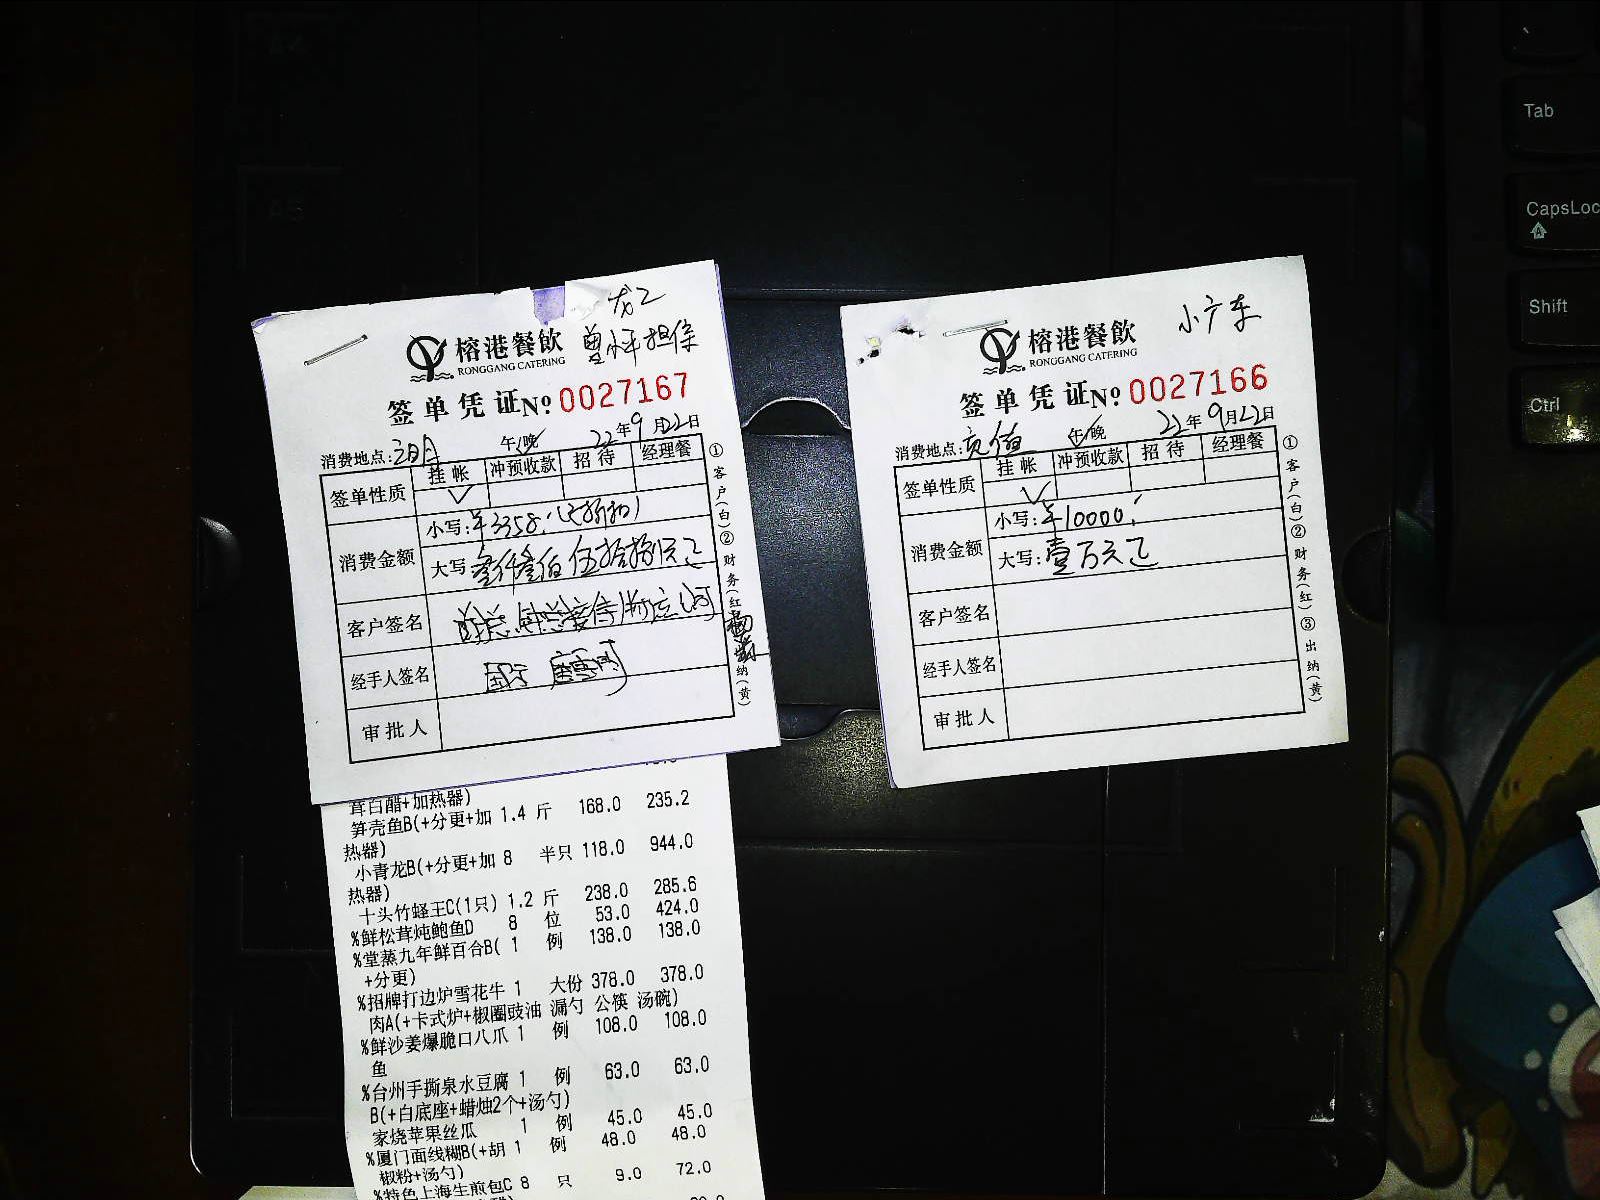 龙之
曾小平担保
榕港餐飲
RONGGANG CATERING
签单凭证№ 0027167
消费地点: 午/晚 22年9月22日
签单性质 挂帐 冲预收款 招待 经理餐
消费金额 小写:¥3358.
大写 叁仟叁佰伍拾捌元
客户签名
经手人签名
审批人
①客户(白)②财务(红) 纳(黄)
茸白醋+加热器)
笋壳鱼B(+分更+加 1.4 斤 168.0 235.2
热器)
小青龙B(+分更+加 8 半只 118.0 944.0
热器)
十头竹蛏王C(1只) 1.2 斤 238.0 285.6
%鲜松茸炖鲍鱼D 8 位 53.0 424.0
%堂蒸九年鲜百合B( 1 例 138.0 138.0
+分更)
%招牌打边炉雪花牛 1 大份 378.0 378.0
肉A(+卡式炉+椒圈豉油 漏勺 公筷 汤碗)
%鲜沙姜爆脆口八爪 1 例 108.0 108.0
鱼
%台州手撕泉水豆腐 1 例 63.0 63.0
B(+白底座+蜡烛2个+汤勺)
家烧苹果丝瓜 1 例 45.0 45.0
%厦门面线糊B(+胡 1 例 48.0 48.0
椒粉+汤勺)
%特色上海生煎包C 8 只 9.0 72.0
小广东
榕港餐飲
RONGGANG CATERING
签单凭证№ 0027166
消费地点: 充值 午/晚 22年9月22日
签单性质 挂帐 冲预收款 招待 经理餐
消费金额 小写:¥10000.
大写:壹万元
客户签名
经手人签名
审批人
①客户(白)②财务(红)③出纳(黄)
Tab
CapsLoc
Shift
Ctrl